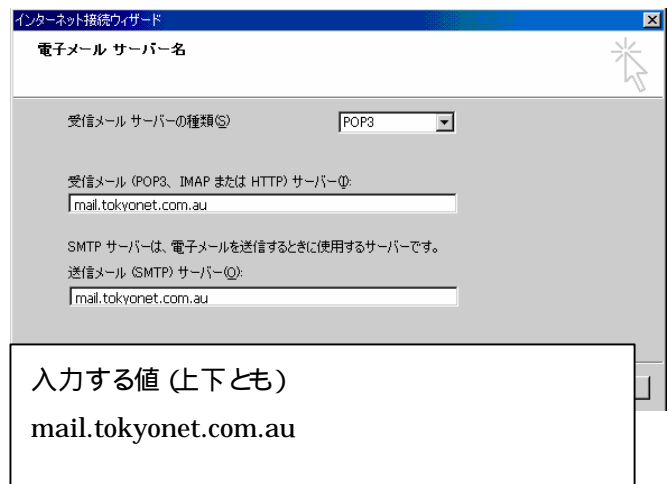 インターネット接続ウィザード
電子メール サーバー名
受信メール サーバーの種類(S)
POP3
受信メール (POP3、IMAP または HTTP) サーバー(I):
mail.tokyonet.com.au
SMTP サーバーは、電子メールを送信するときに使用するサーバーです。
送信メール (SMTP) サーバー(O):
mail.tokyonet.com.au
入力する値 (上下とも)
mail.tokyonet.com.au